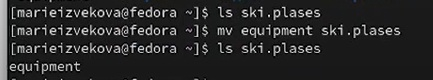 [marieizvekova@fedora ~]$ ls ski.plases
[marieizvekova@fedora ~]$ mv equipment ski.plases
[marieizvekova@fedora ~]$ ls ski.plases
equipment